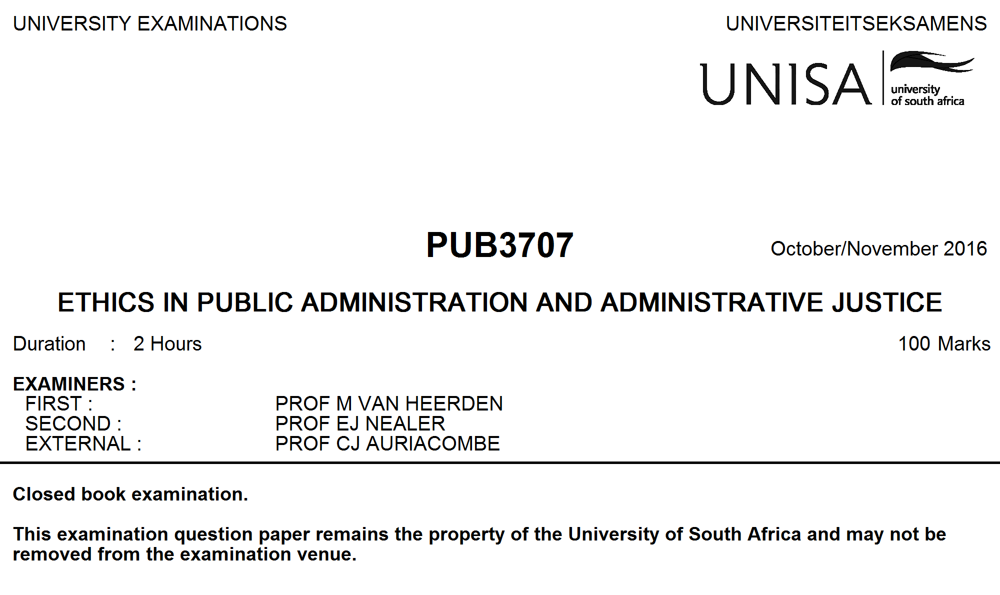 UNIVERSITY EXAMINATIONS
UNIVERSITEITSEKSAMENS
UNISA
university
of south africa
PUB3707
October/November 2016
ETHICS IN PUBLIC ADMINISTRATION AND ADMINISTRATIVE JUSTICE
Duration : 2 Hours
100 Marks
EXAMINERS :
FIRST : PROF M VAN HEERDEN
SECOND : PROF EJ NEALER
EXTERNAL : PROF CJ AURIACOMBE
Closed book examination.
This examination question paper remains the property of the University of South Africa and may not be
removed from the examination venue.